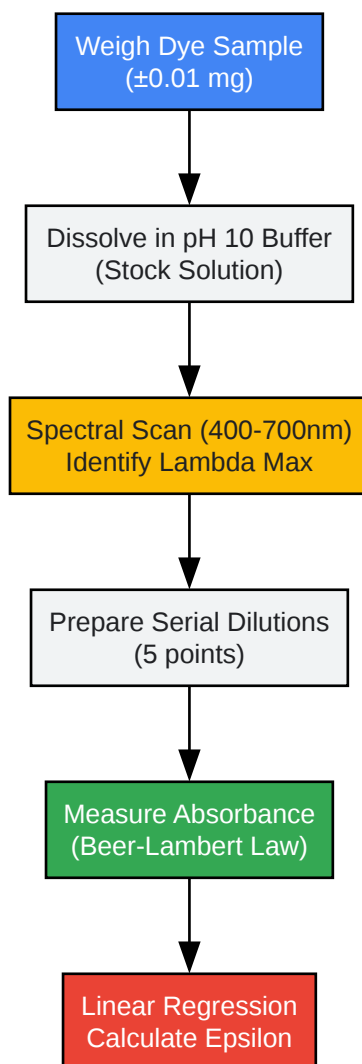 Weigh Dye Sample
(±0.01 mg)
Dissolve in pH 10 Buffer
(Stock Solution)
Spectral Scan (400-700nm)
Identify Lambda Max
Prepare Serial Dilutions
(5 points)
Measure Absorbance
(Beer-Lambert Law)
Linear Regression
Calculate Epsilon